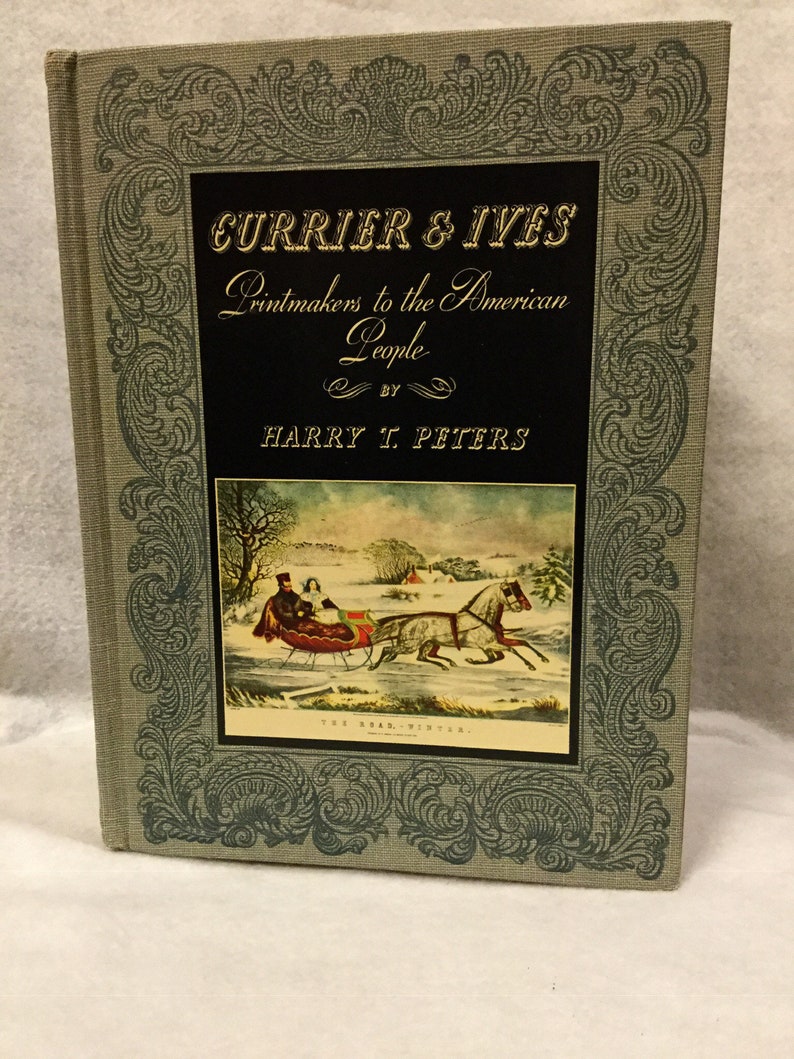 CURRIER & IVES
Printmakers to the American
People
BY
HARRY T. PETERS
THE ROAD,-WINTER.